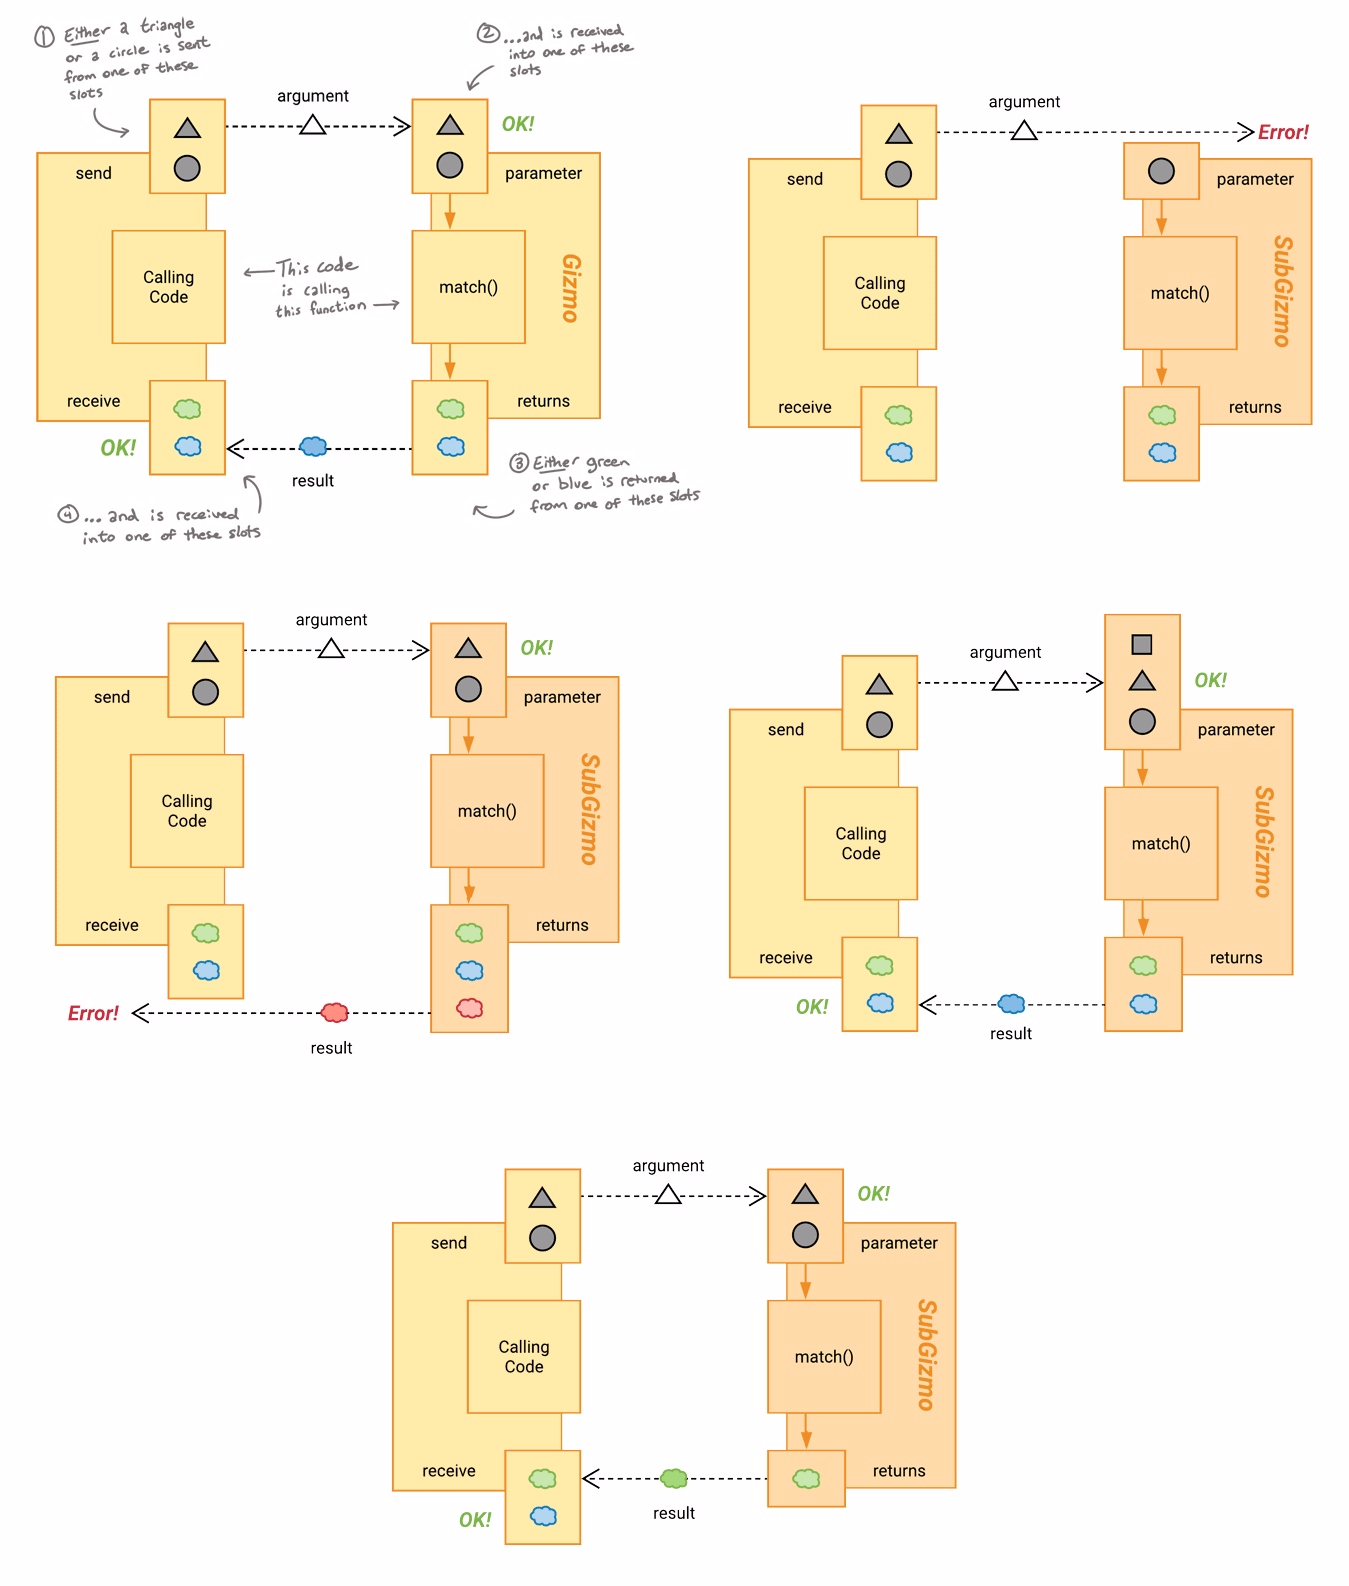 ① Either a triangle
or a circle is sent
from one of these
slots
② ...and is received
into one of these
slots
argument
OK!
send
parameter
Calling
Code
This code
is calling
this function
match()
Gizmo
receive
returns
OK!
result
③ Either green
or blue is returned
from one of these slots
④ ... and is received
into one of these slots
argument
Error!
send
parameter
Calling
Code
match()
SubGizmo
receive
returns
argument
OK!
send
parameter
Calling
Code
match()
SubGizmo
receive
returns
Error!
result
argument
OK!
send
parameter
Calling
Code
match()
SubGizmo
receive
returns
OK!
result
argument
OK!
send
parameter
Calling
Code
match()
SubGizmo
receive
returns
OK!
result